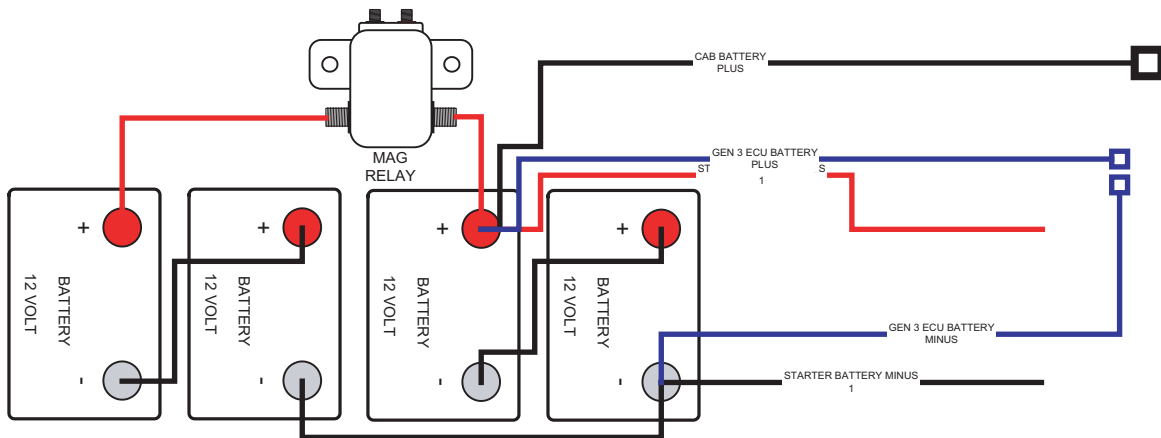 CAB BATTERY
PLUS
MAG
RELAY
GEN 3 ECU BATTERY
PLUS
ST
S
1
+
+
+
+
BATTERY
12 VOLT
BATTERY
12 VOLT
BATTERY
12 VOLT
BATTERY
12 VOLT
GEN 3 ECU BATTERY
MINUS
-
-
-
-
STARTER BATTERY MINUS
1